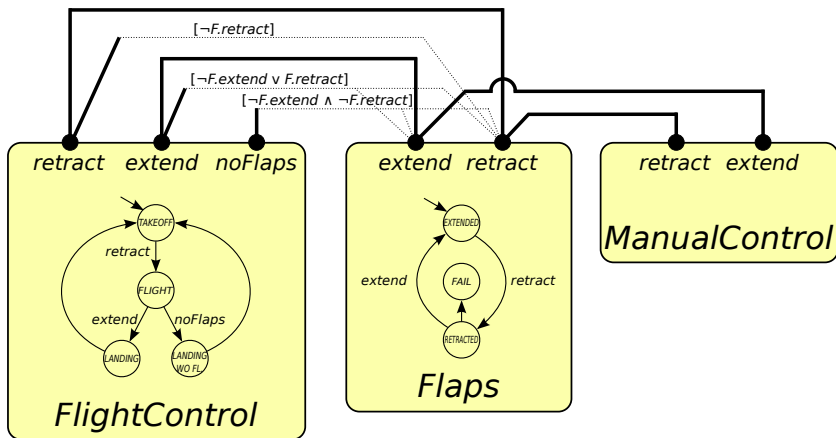 [¬F.retract]
[¬F.extend v F.retract]
[¬F.extend ∧ ¬F.retract]
retract extend noFlaps
TAKEOFF
retract
FLIGHT
extend
noFlaps
LANDING
LANDING
WO FL.
FlightControl
extend retract
EXTENDED
extend
FAIL
retract
RETRACTED
Flaps
retract extend
ManualControl